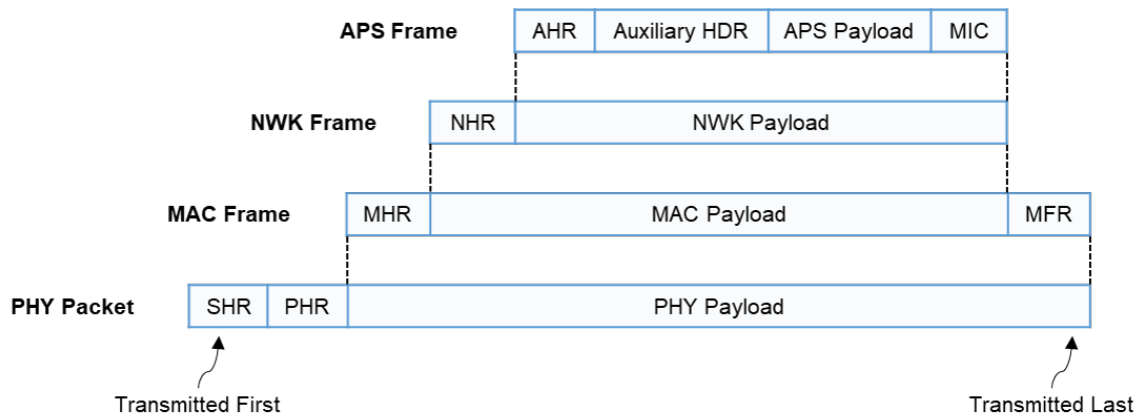 APS Frame AHR Auxiliary HDR APS Payload MIC
NWK Frame NHR NWK Payload
MAC Frame MHR MAC Payload MFR
PHY Packet SHR PHR PHY Payload
Transmitted First Transmitted Last